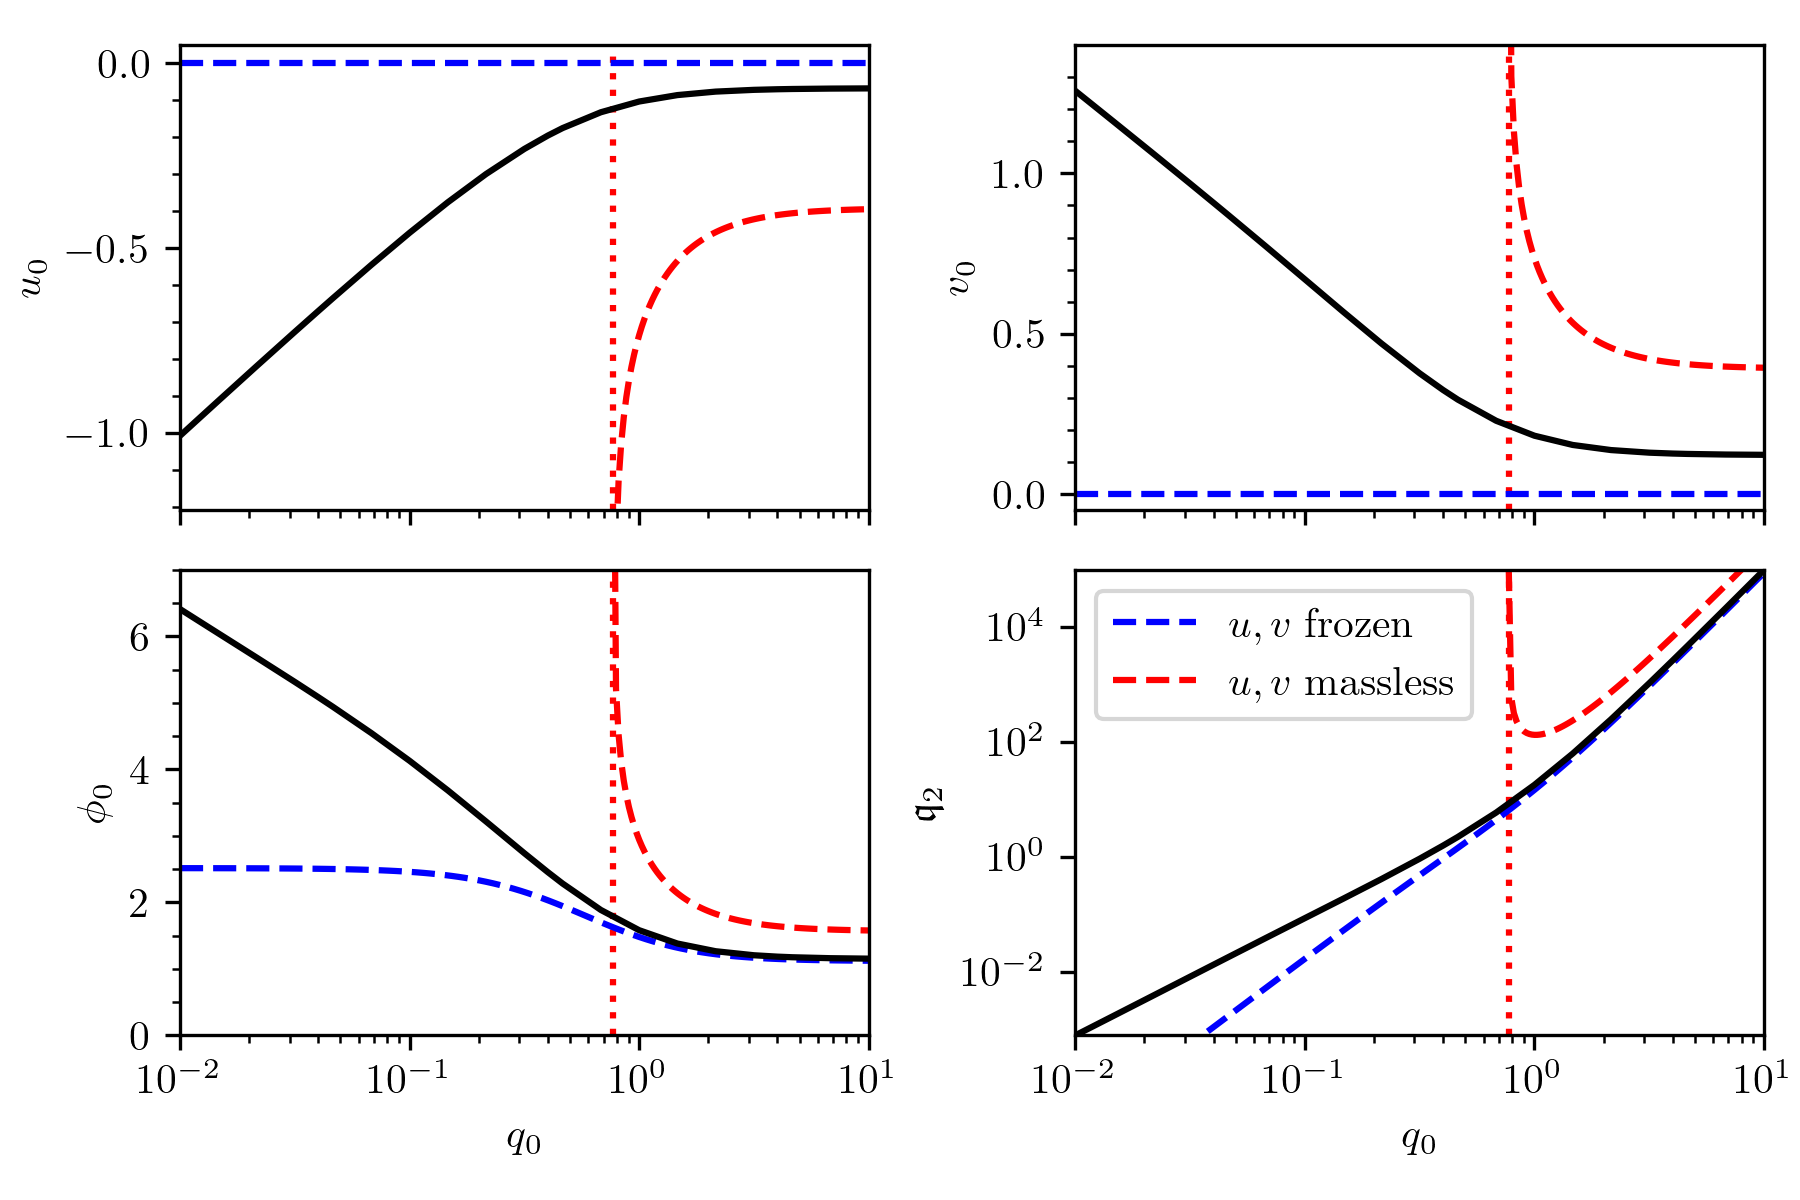 0.0
−0.5
−1.0
u₀
1.0
0.5
0.0
v₀
6
4
2
0
ϕ₀
10⁻² 10⁻¹ 10⁰ 10¹
q₀
u, v frozen
u, v massless
10⁴
10²
10⁰
10⁻²
𝔮₂
10⁻² 10⁻¹ 10⁰ 10¹
q₀